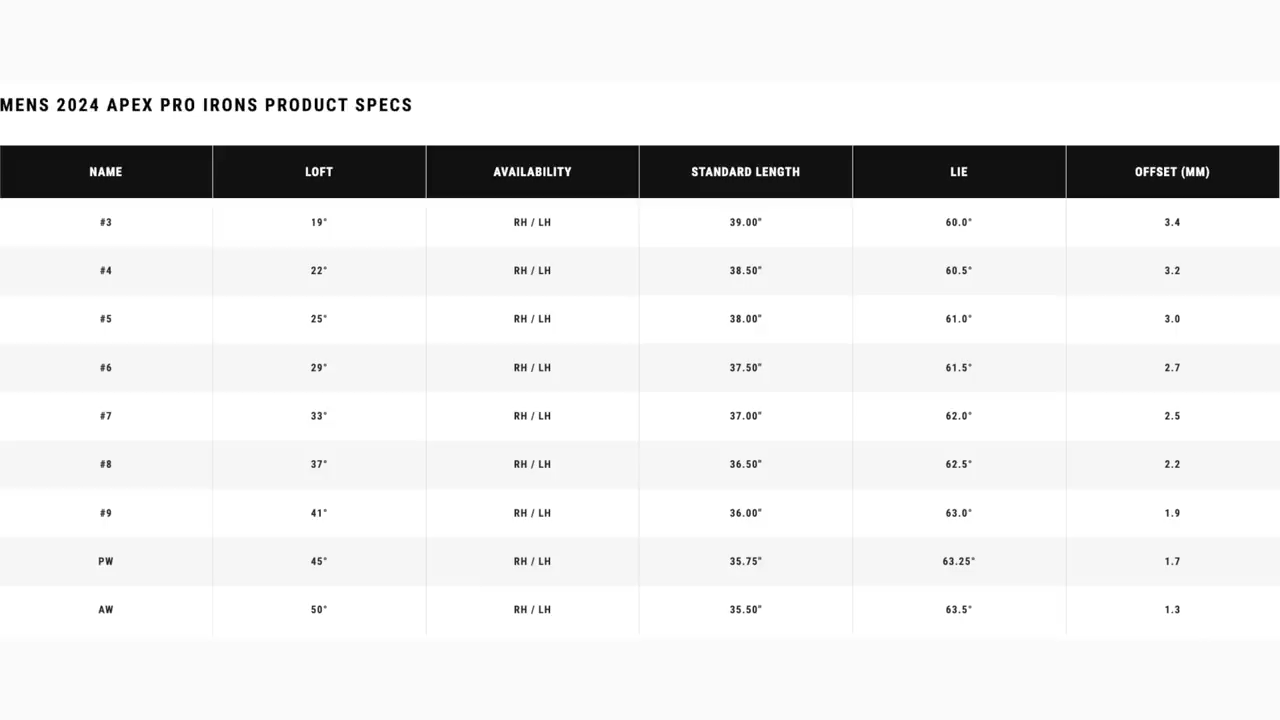 MENS 2024 APEX PRO IRONS PRODUCT SPECS
NAME LOFT AVAILABILITY STANDARD LENGTH LIE OFFSET (MM)
#3 19° RH / LH 39.00" 60.0° 3.4
#4 22° RH / LH 38.50" 60.5° 3.2
#5 25° RH / LH 38.00" 61.0° 3.0
#6 29° RH / LH 37.50" 61.5° 2.7
#7 33° RH / LH 37.00" 62.0° 2.5
#8 37° RH / LH 36.50" 62.5° 2.2
#9 41° RH / LH 36.00" 63.0° 1.9
PW 45° RH / LH 35.75" 63.25° 1.7
AW 50° RH / LH 35.50" 63.5° 1.3